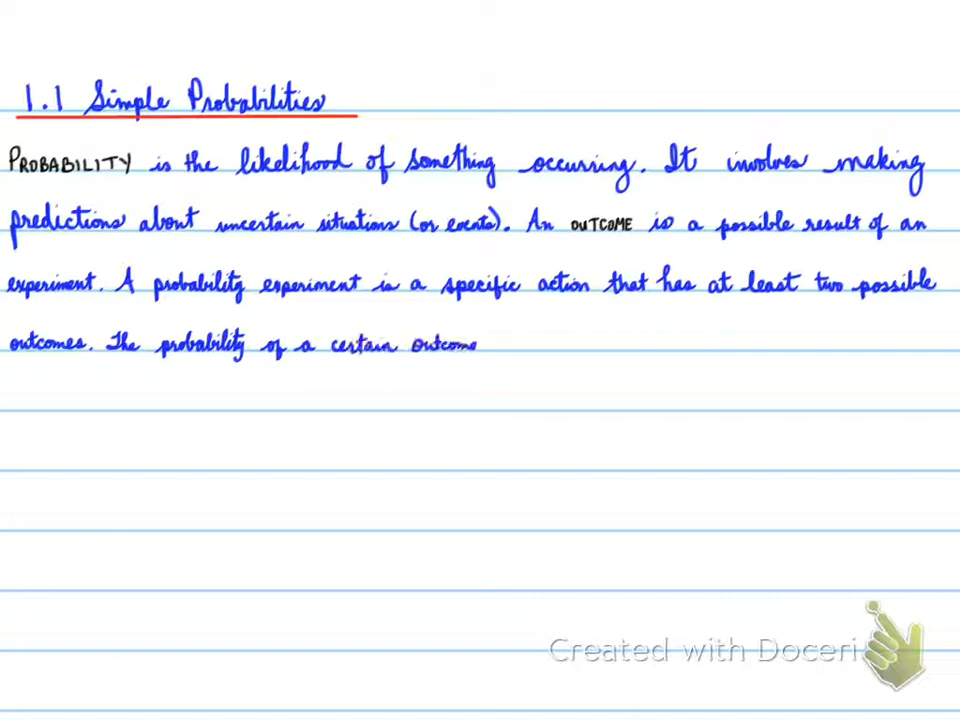 1.1 Simple Probabilities
PROBABILITY is the likelihood of something occurring. It involves making
predictions about uncertain situations (or events). An OUTCOME is a possible result of an
experiment. A probability experiment is a specific action that has at least two possible
outcomes. The probability of a certain outcome
Created with Doceri